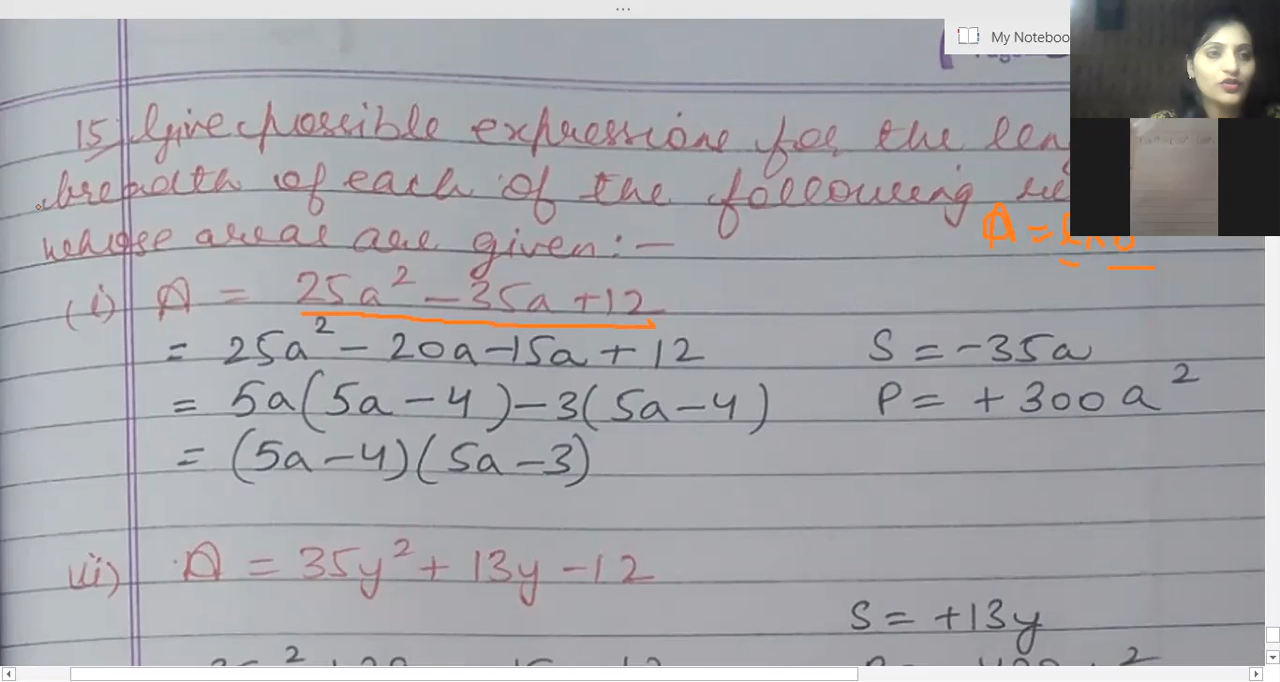 My Noteboo
15) Give possible expressions for the len
breadth of each of the following re
whose areas are given:-
A = l×b
(i) A = 25a² - 35a +12
= 25a² - 20a -15a + 12 S = -35a
= 5a(5a - 4) -3(5a-4) P = + 300a²
= (5a-4)(5a-3)
(ii) A = 35y² + 13y -12
S = +13y